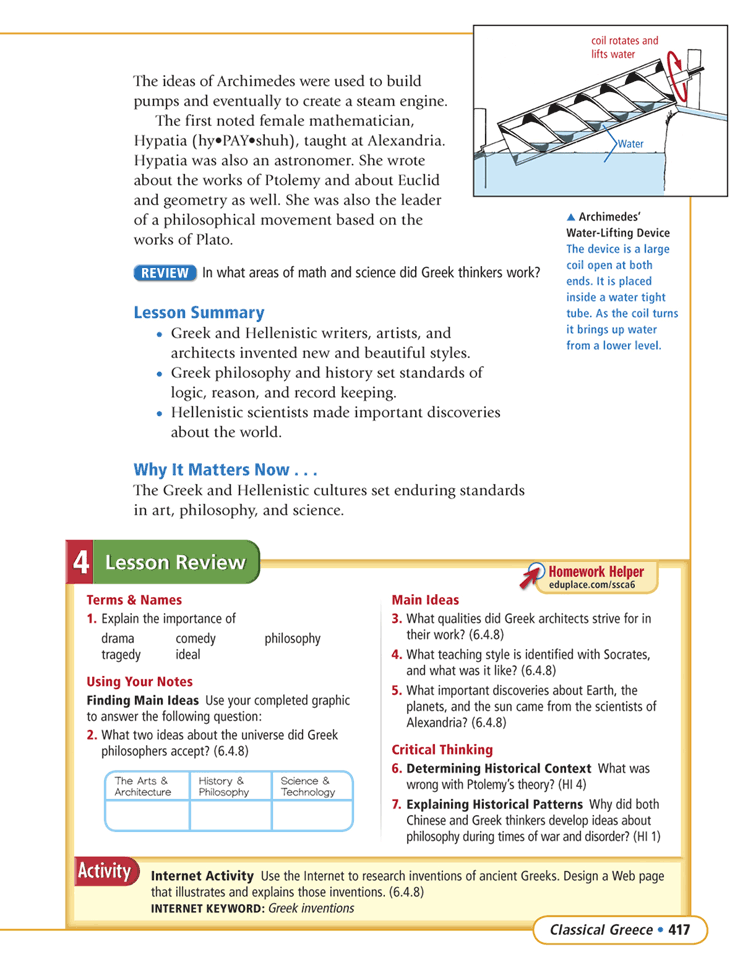 The ideas of Archimedes were used to build
pumps and eventually to create a steam engine.
The first noted female mathematician,
Hypatia (hy•PAY•shuh), taught at Alexandria.
Hypatia was also an astronomer. She wrote
about the works of Ptolemy and about Euclid
and geometry as well. She was also the leader
of a philosophical movement based on the
works of Plato.
REVIEW In what areas of math and science did Greek thinkers work?
coil rotates and
lifts water
Water
▲ Archimedes‘
Water-Lifting Device
The device is a large
coil open at both
ends. It is placed
inside a water tight
tube. As the coil turns
it brings up water
from a lower level.
Lesson Summary
• Greek and Hellenistic writers, artists, and
architects invented new and beautiful styles.
• Greek philosophy and history set standards of
logic, reason, and record keeping.
• Hellenistic scientists made important discoveries
about the world.
Why It Matters Now . . .
The Greek and Hellenistic cultures set enduring standards
in art, philosophy, and science.
4 Lesson Review
Homework Helper
eduplace.com/ssca6
Terms & Names
1. Explain the importance of
drama comedy philosophy
tragedy ideal
Using Your Notes
Finding Main Ideas Use your completed graphic
to answer the following question:
2. What two ideas about the universe did Greek
philosophers accept? (6.4.8)
The Arts & History & Science &
Architecture Philosophy Technology
Main Ideas
3. What qualities did Greek architects strive for in
their work? (6.4.8)
4. What teaching style is identified with Socrates,
and what was it like? (6.4.8)
5. What important discoveries about Earth, the
planets, and the sun came from the scientists of
Alexandria? (6.4.8)
Critical Thinking
6. Determining Historical Context What was
wrong with Ptolemy's theory? (HI 4)
7. Explaining Historical Patterns Why did both
Chinese and Greek thinkers develop ideas about
philosophy during times of war and disorder? (HI 1)
Activity
Internet Activity Use the Internet to research inventions of ancient Greeks. Design a Web page
that illustrates and explains those inventions. (6.4.8)
INTERNET KEYWORD: Greek inventions
Classical Greece • 417